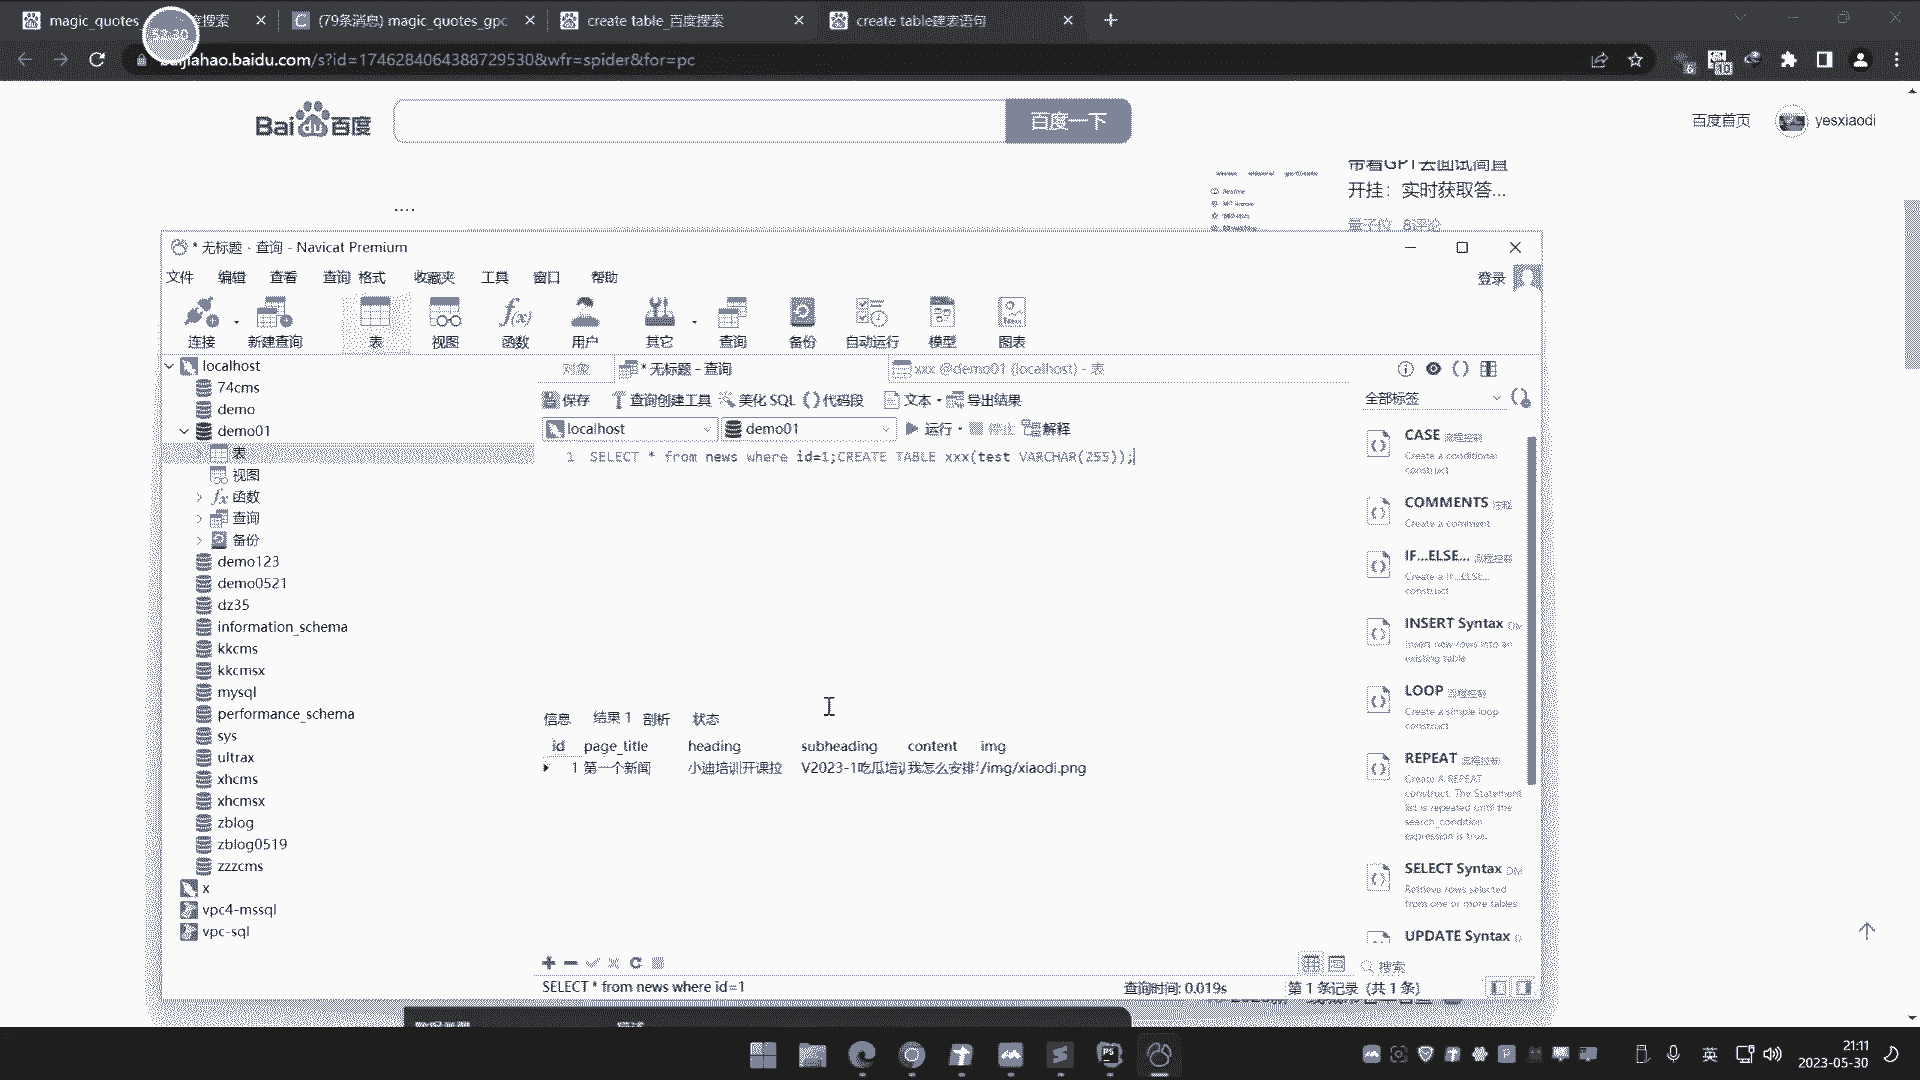 magic_quotes 度搜索
(79条消息) magic_quotes_gpc
create table_百度搜索
create table建表语句
52:30
baijiahao.baidu.com/s?id=1746284064388729530&wfr=spider&for=pc
6
10
Bai du 百度
百度一下
百度首页
yesxiaodi
带着GPT去面试简直
开挂：实时获取答...
量子位 8评论
....
* 无标题 - 查询 - Navicat Premium
文件 编辑 查看 查询 格式 收藏夹 工具 窗口 帮助
登录
连接 新建查询 表 视图 函数 用户 其它 查询 备份 自动运行 模型 图表
对象
* 无标题 - 查询
xxx @demo01 (localhost) - 表
保存 查询创建工具 美化 SQL () 代码段 文本 导出结果
localhost
demo01
运行 停止 解释
1 SELECT * from news where id=1;CREATE TABLE xxx(test VARCHAR(255));
localhost
74cms
demo
demo01
表
视图
函数
查询
备份
demo123
demo0521
dz35
information_schema
kkcms
kkcmsx
mysql
performance_schema
sys
ultrax
xhcms
xhcmsx
zblog
zblog0519
zzzcms
x
vpc4-mssql
vpc-sql
信息 结果 1 剖析 状态
id page_title heading subheading content img
1 第一个新闻 小迪培训开课拉 V2023-1吃瓜培 我怎么安排 /img/xiaodi.png
SELECT * from news where id=1
查询时间: 0.019s
第 1 条记录 (共 1 条)
全部标签
CASE 流程控制
Create a conditional
construct
COMMENTS 注释
Create a comment
IF...ELSE... 流程控制
Create a IF...ELSE...
construct
INSERT Syntax DM
Insert new rows into an
existing table
LOOP 流程控制
Create a simple loop
construct
REPEAT 流程控制
Create A REPEAT
construct. The Statement
list is repeated until the
search_condition
expression is true.
SELECT Syntax DM
Retrieve rows selected
from one or more tables
UPDATE Syntax D
搜索
英
21:11
2023-05-30